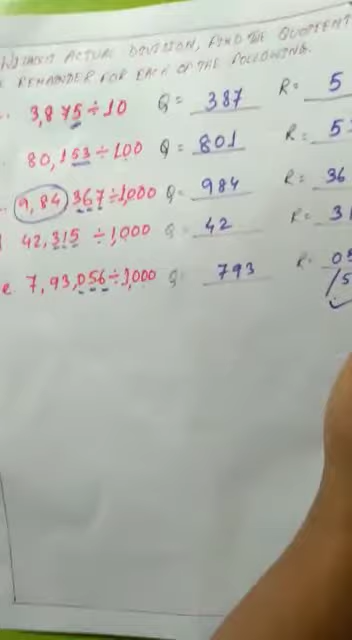 WITHOUT ACTUAL DIVISION, FIND THE QUOTIENT
REMAINDER FOR EACH OF THE FOLLOWING.
3,875÷10 Q= 387 R= 5
80,153÷100 Q= 801 R= 5
9,84,367÷1,000 Q= 984 R= 36
42,315 ÷1,000 Q= 42 R= 31
e. 7,93,056÷1,000 Q 793 R. 05